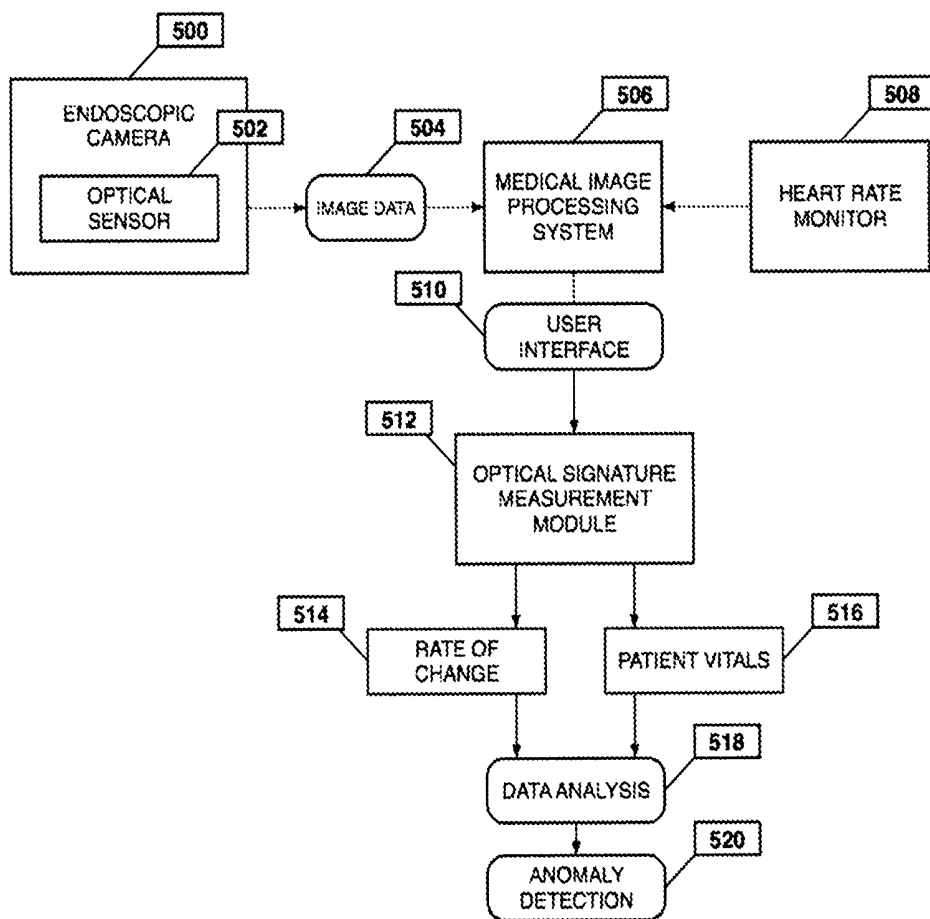 500
ENDOSCOPIC
CAMERA
502
OPTICAL
SENSOR
504
IMAGE DATA
506
MEDICAL IMAGE
PROCESSING
SYSTEM
508
HEART RATE
MONITOR
510
USER
INTERFACE
512
OPTICAL SIGNATURE
MEASUREMENT
MODULE
514
RATE OF
CHANGE
516
PATIENT VITALS
518
DATA ANALYSIS
520
ANOMALY
DETECTION